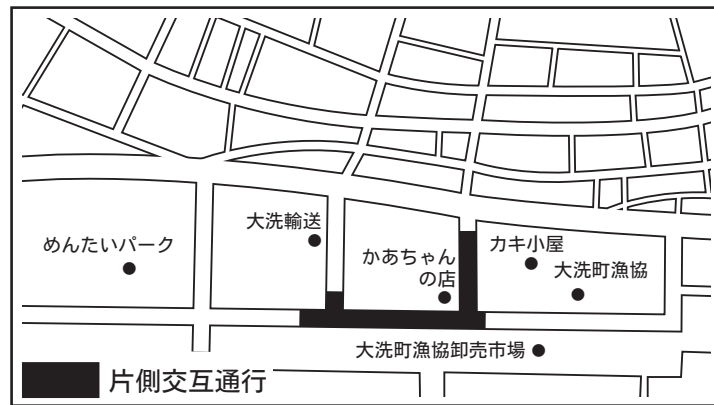 大洗輸送
めんたいパーク
かあちゃん
の店
カキ小屋
大洗町漁協
大洗町漁協卸売市場
片側交互通行